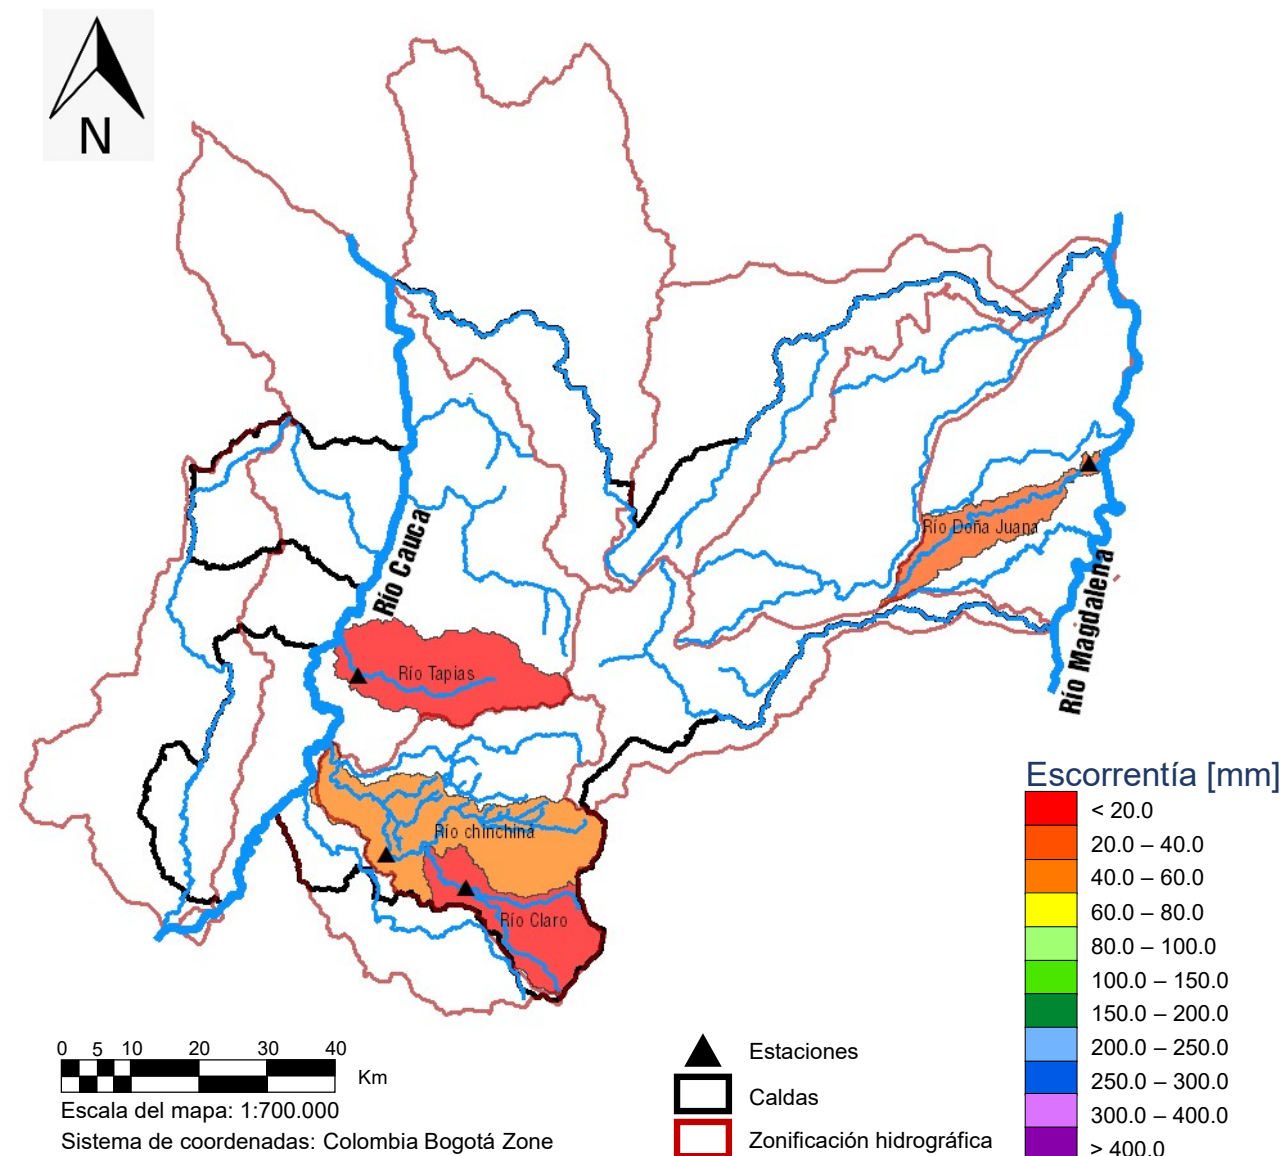 N
Río Cauca
Río Doña Juana
Río Magdalena
Río Tapias
Río chinchiná
Río Claro
Escorrentía [mm]
< 20.0
20.0 – 40.0
40.0 – 60.0
60.0 – 80.0
80.0 – 100.0
100.0 – 150.0
150.0 – 200.0
200.0 – 250.0
250.0 – 300.0
300.0 – 400.0
> 400.0
0 5 10 20 30 40
Km
Escala del mapa: 1:700.000
Sistema de coordenadas: Colombia Bogotá Zone
Estaciones
Caldas
Zonificación hidrográfica